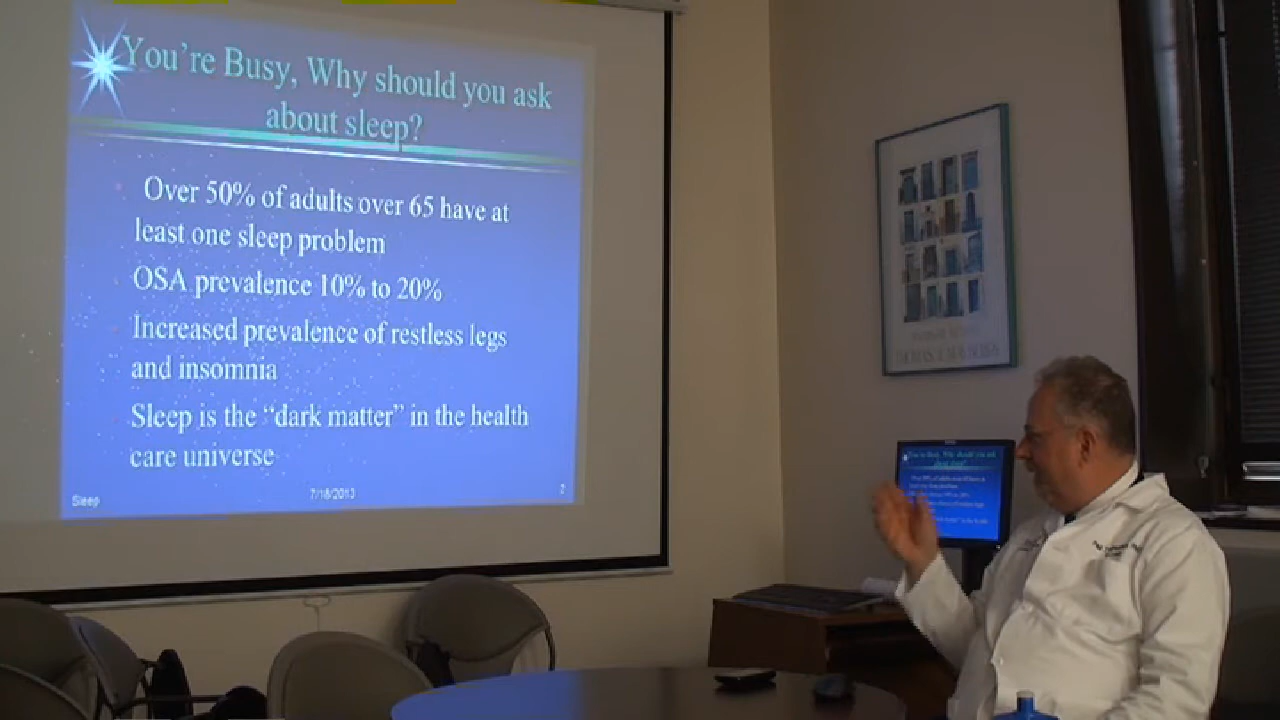 You're Busy, Why should you ask
about sleep?
Over 50% of adults over 65 have at
least one sleep problem
OSA prevalence 10% to 20%
Increased prevalence of restless legs
and insomnia
Sleep is the “dark matter” in the health
care universe
Sleep
7/18/2013
2